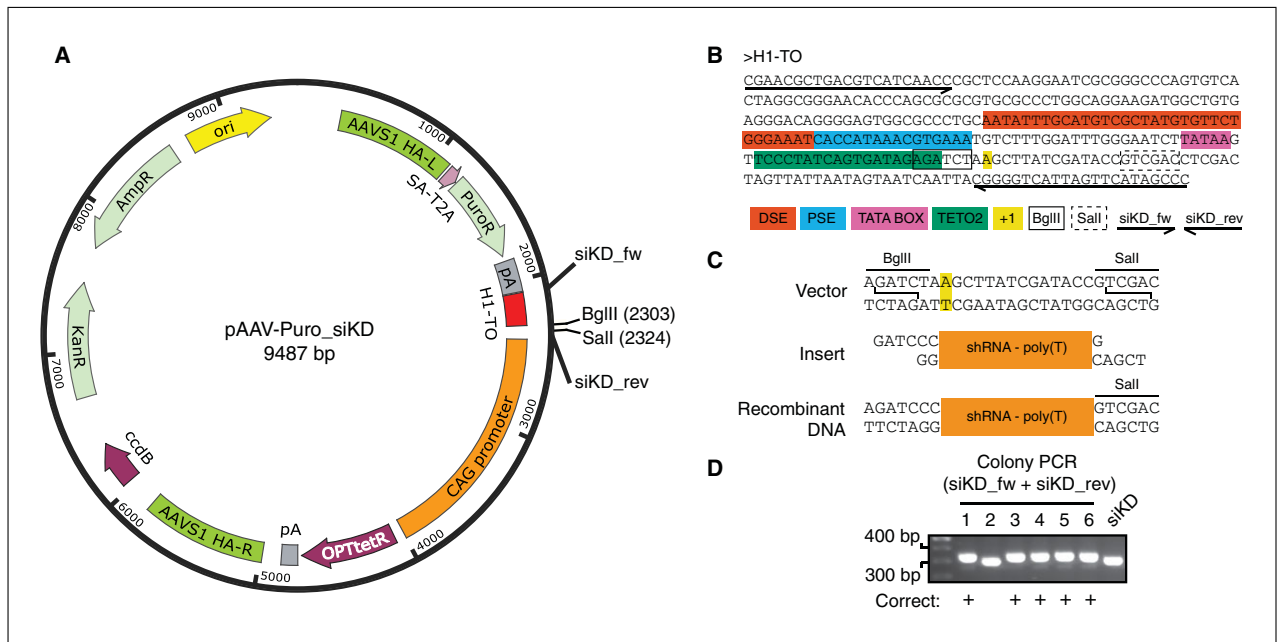 A
9000
ori
AAVS1 HA-L
1000
SA-T2A
PuroR
2000
pA
H1-TO
siKD_fw
BglII (2303)
SalI (2324)
siKD_rev
CAG promoter
3000
4000
OPTtetR
pA
5000
AAVS1 HA-R
6000
ccdB
7000
KanR
8000
AmpR
pAAV-Puro_siKD
9487 bp
B
>H1-TO
CGAACGCTGACGTCATCAACCCGCTCCAAGGAATCGCGGGCCCAGTGTCA
CTAGGCGGGAACACCCAGCGCGCGTGCGCCCTGGCAGGAAGATGGCTGTG
AGGGACAGGGGAGTGGCGCCCTGCAATATTTGCATGTCGCTATGTGTTCT
GGGAAATCACCATAAACGTGAAATGTCTTTGGATTTGGGAATCTTATAAG
TTCCCTATCAGTGATAGAGATCTAAGCTTATCGATACCGTCGACCTCGAC
TAGTTATTAATAGTAATCAATTACGGGGTCATTAGTTCATAGCCC
DSE
PSE
TATA BOX
TETO2
+1
BglII
SalI
siKD_fw
siKD_rev
C
BglII
SalI
Vector
AGATCTAAGCTTATCGATACCGTCGAC
TCTAGATTCGAATAGCTATGGCAGCTG
Insert
GATCCC
shRNA - poly(T)
G
GG
CAGCT
SalI
Recombinant
DNA
AGATCCC
shRNA - poly(T)
GTCGAC
TTCTAGG
CAGCTG
D
Colony PCR
(siKD_fw + siKD_rev)
1 2 3 4 5 6 siKD
400 bp
300 bp
Correct: + + + + +